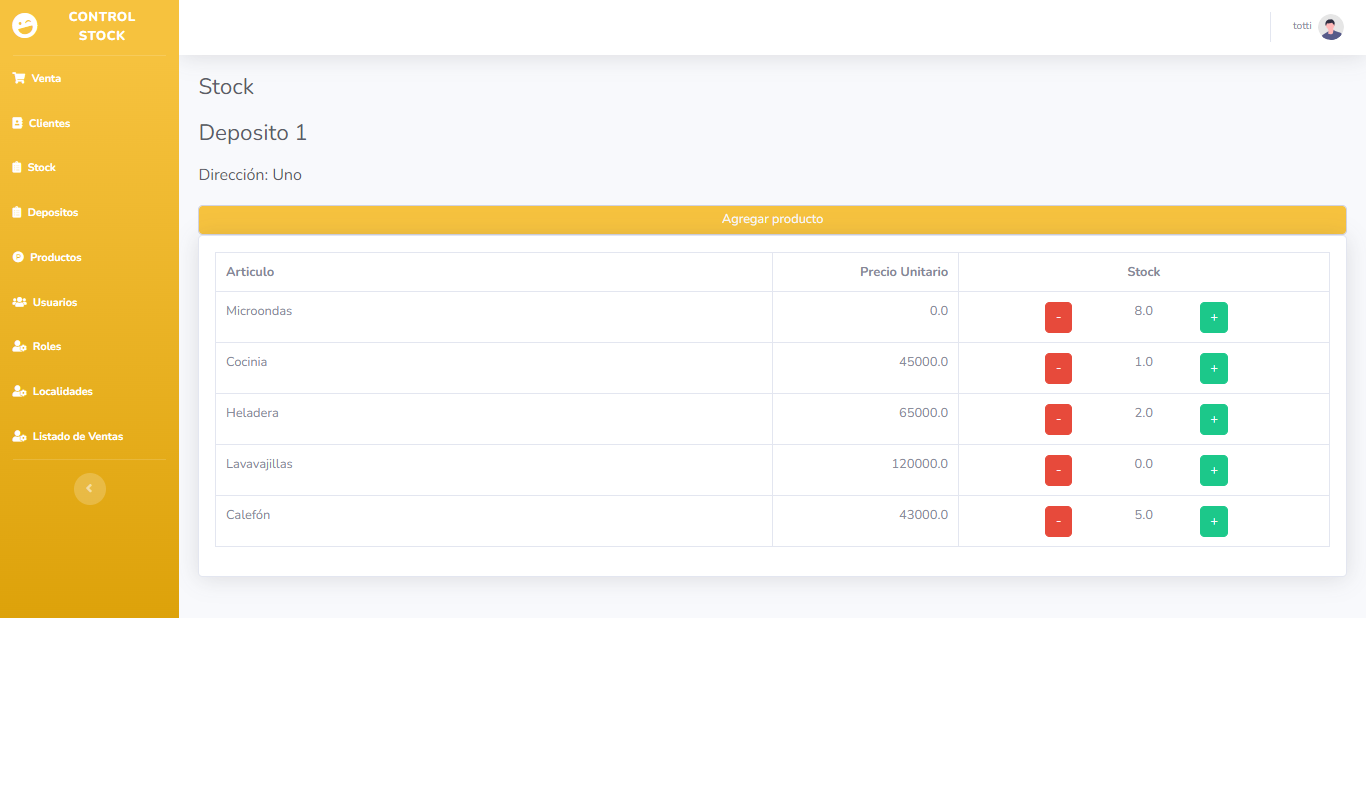 CONTROL
STOCK
totti
Venta
Clientes
Stock
Depositos
Productos
Usuarios
Roles
Localidades
Listado de Ventas
Stock
Deposito 1
Dirección: Uno
Agregar producto
Articulo Precio Unitario Stock
Microondas 0.0 - 8.0 +
Cocinia 45000.0 - 1.0 +
Heladera 65000.0 - 2.0 +
Lavavajillas 120000.0 - 0.0 +
Calefón 43000.0 - 5.0 +